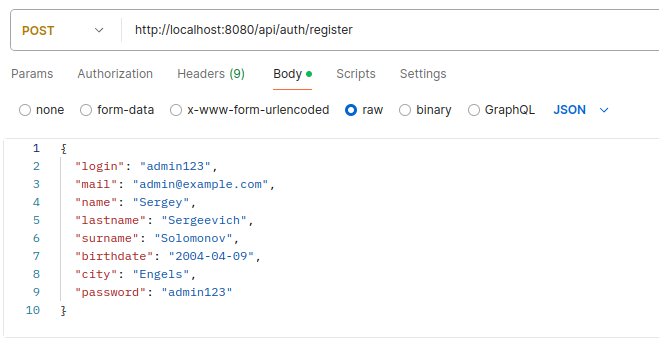 POST http://localhost:8080/api/auth/register
Params Authorization Headers (9) Body Scripts Settings
none form-data x-www-form-urlencoded raw binary GraphQL JSON
1 {
2 "login": "admin123",
3 "mail": "admin@example.com",
4 "name": "Sergey",
5 "lastname": "Sergeevich",
6 "surname": "Solomonov",
7 "birthdate": "2004-04-09",
8 "city": "Engels",
9 "password": "admin123"
10 }